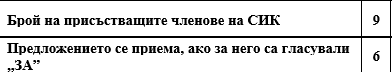 Брой на присъстващите членове на СИК 9
Предложението се приема, ако за него са гласували
„ЗА” 6